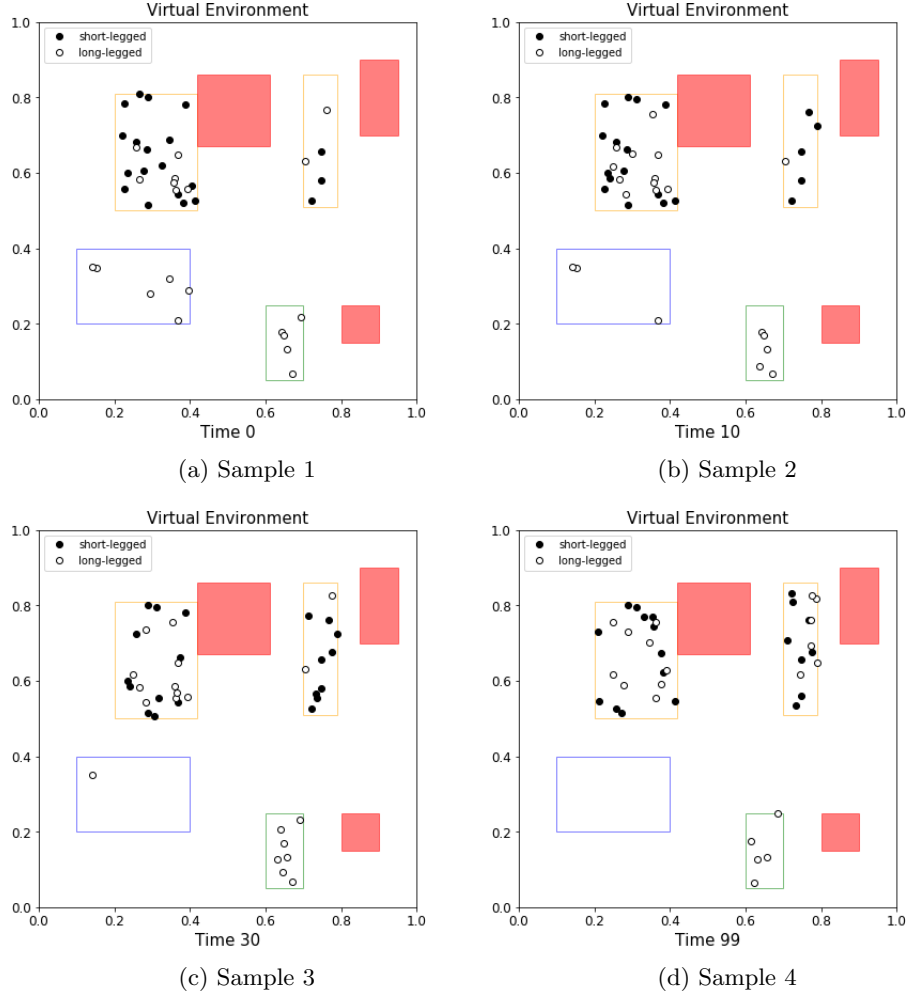 Virtual Environment
short-legged
long-legged
1.0
0.8
0.6
0.4
0.2
0.0
0.0 0.2 0.4 0.6 0.8 1.0
Time 0
(a) Sample 1
Virtual Environment
short-legged
long-legged
1.0
0.8
0.6
0.4
0.2
0.0
0.0 0.2 0.4 0.6 0.8 1.0
Time 10
(b) Sample 2
Virtual Environment
short-legged
long-legged
1.0
0.8
0.6
0.4
0.2
0.0
0.0 0.2 0.4 0.6 0.8 1.0
Time 30
(c) Sample 3
Virtual Environment
short-legged
long-legged
1.0
0.8
0.6
0.4
0.2
0.0
0.0 0.2 0.4 0.6 0.8 1.0
Time 99
(d) Sample 4